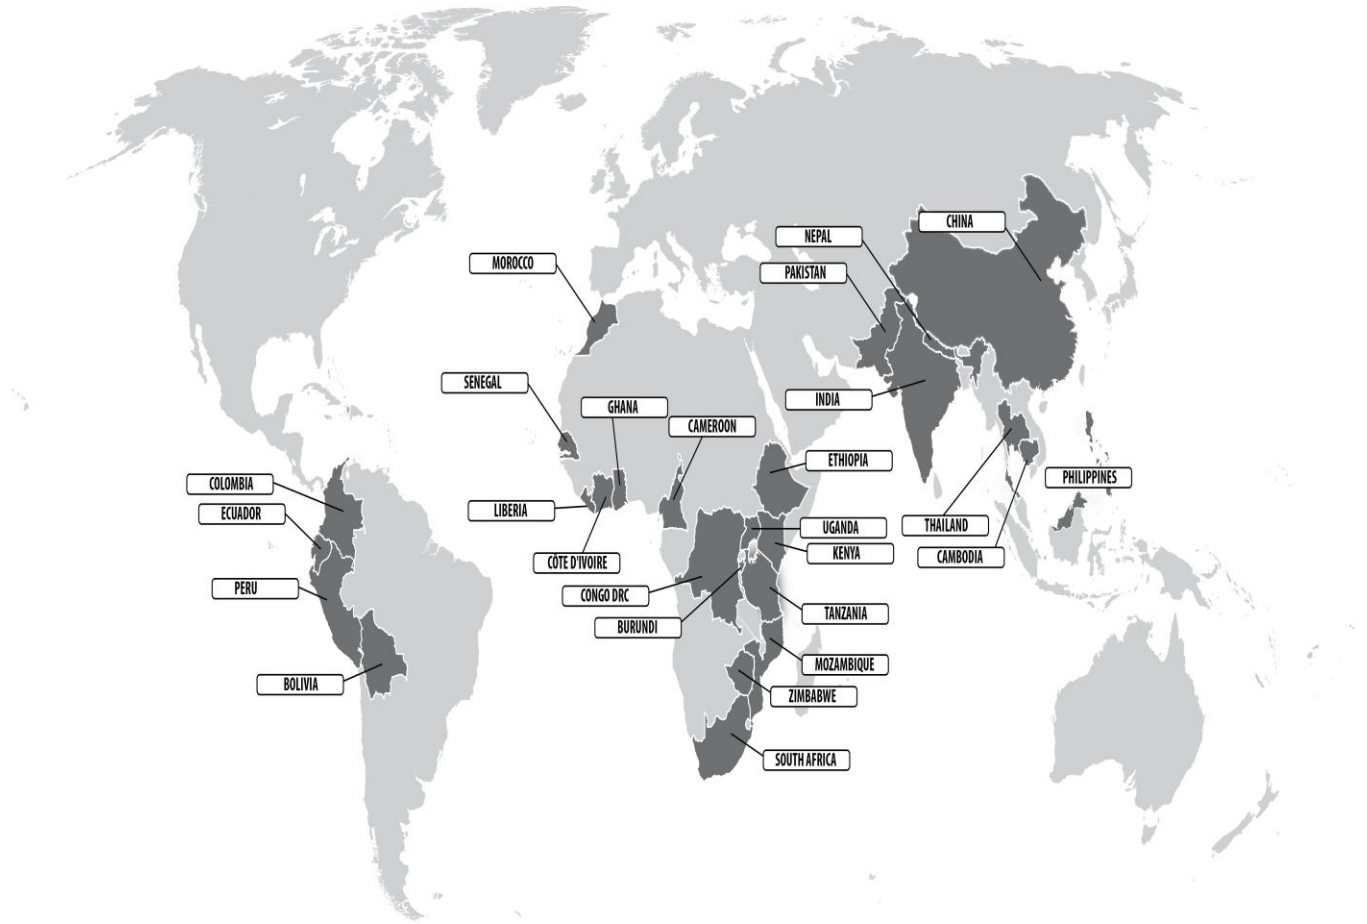 CHINA
NEPAL
MOROCCO
PAKISTAN
SENEGAL
INDIA
GHANA
CAMEROON
ETHIOPIA
PHILIPPINES
COLOMBIA
LIBERIA
ECUADOR
THAILAND
UGANDA
KENYA
CAMBODIA
CÔTE D'IVOIRE
PERU
CONGO DRC
TANZANIA
BURUNDI
MOZAMBIQUE
BOLIVIA
ZIMBABWE
SOUTH AFRICA